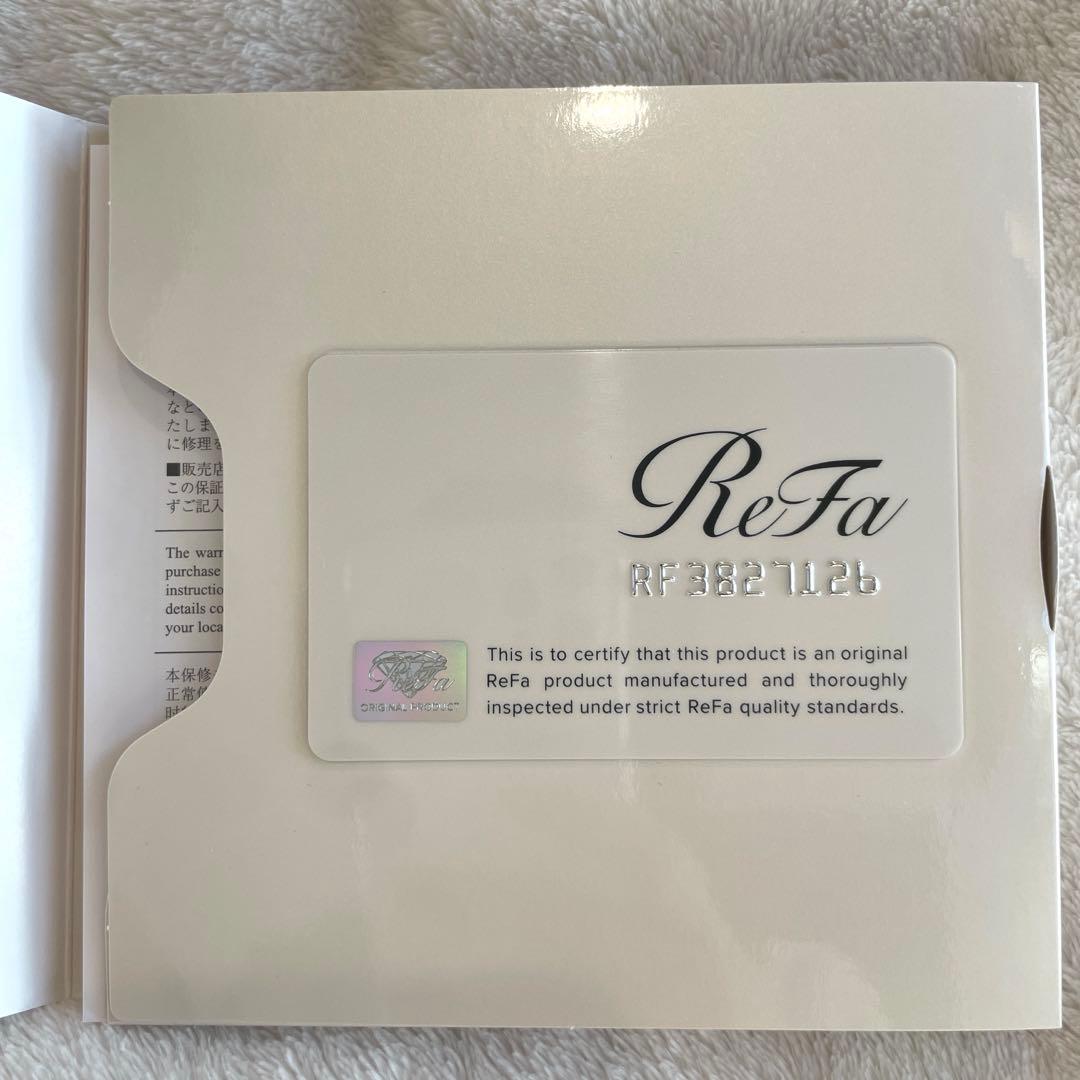 など
たしま
に修理を
■販売店
この保証
ずご記入
The warr
purchase
instructio
details co
your loca
本保修
正常使
ReFa
RF3827126
ReFa
ORIGINAL PRODUCT
This is to certify that this product is an original
ReFa product manufactured and thoroughly
inspected under strict ReFa quality standards.